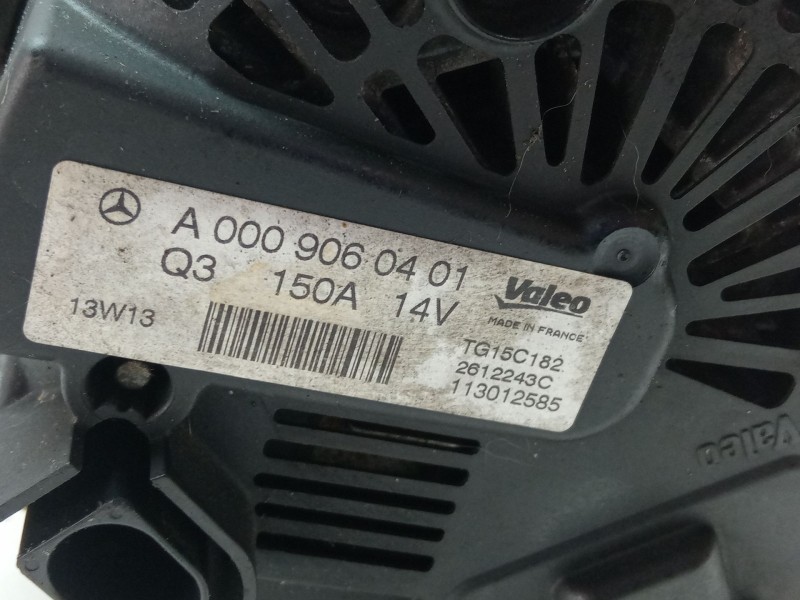 A 000 906 04 01
Q3 150A 14V
Valeo
MADE IN FRANCE
13W13
TG15C182
2612243C
113012585
Valeo